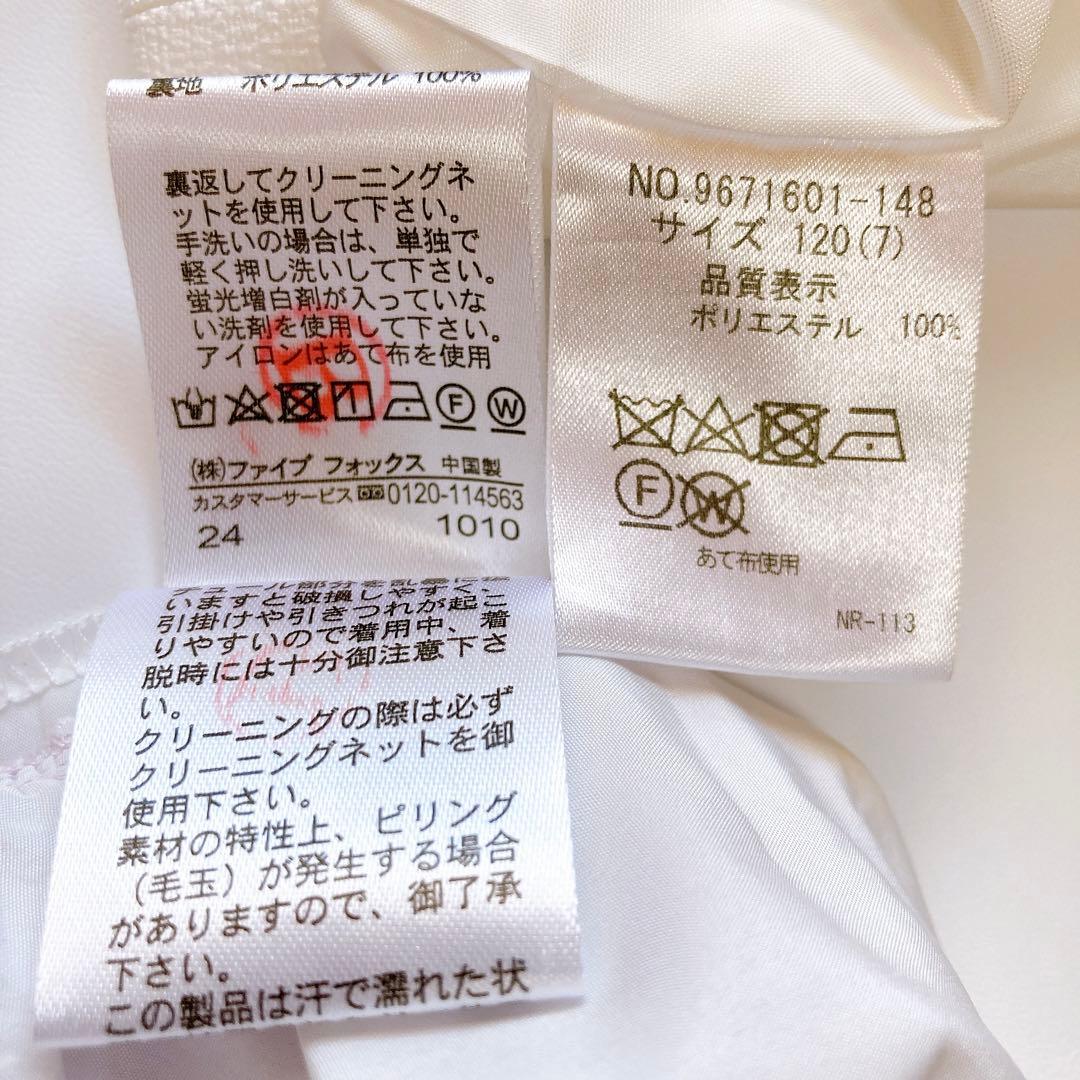 裏地 ポリエステル 100%
裏返してクリーニングネ
ットを使用して下さい。
手洗いの場合は、単独で
軽く押し洗いして下さい。
蛍光増白剤が入っていな
い洗剤を使用して下さい。
アイロンはあて布を使用
F W
(株)ファイブ フォックス 中国製
カスタマーサービス 0120-114563
24 1010
いますと破損しやすく、
引掛けや引きつれが起こ
りやすいので着用中、着
脱時には十分御注意下さ
い。
クリーニングの際は必ず
クリーニングネットを御
使用下さい。
素材の特性上、ピリング
(毛玉)が発生する場合
がありますので、御了承
下さい。
この製品は汗で濡れた状
NO.9671601-148
サイズ 120(7)
品質表示
ポリエステル 100%
F W
あて布使用
NR-113